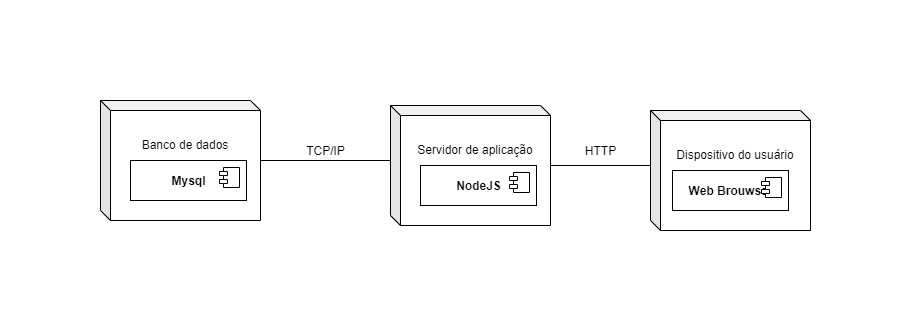 Banco de dados
Mysql
TCP/IP
Servidor de aplicação
NodeJS
HTTP
Dispositivo do usuário
Web Brouws